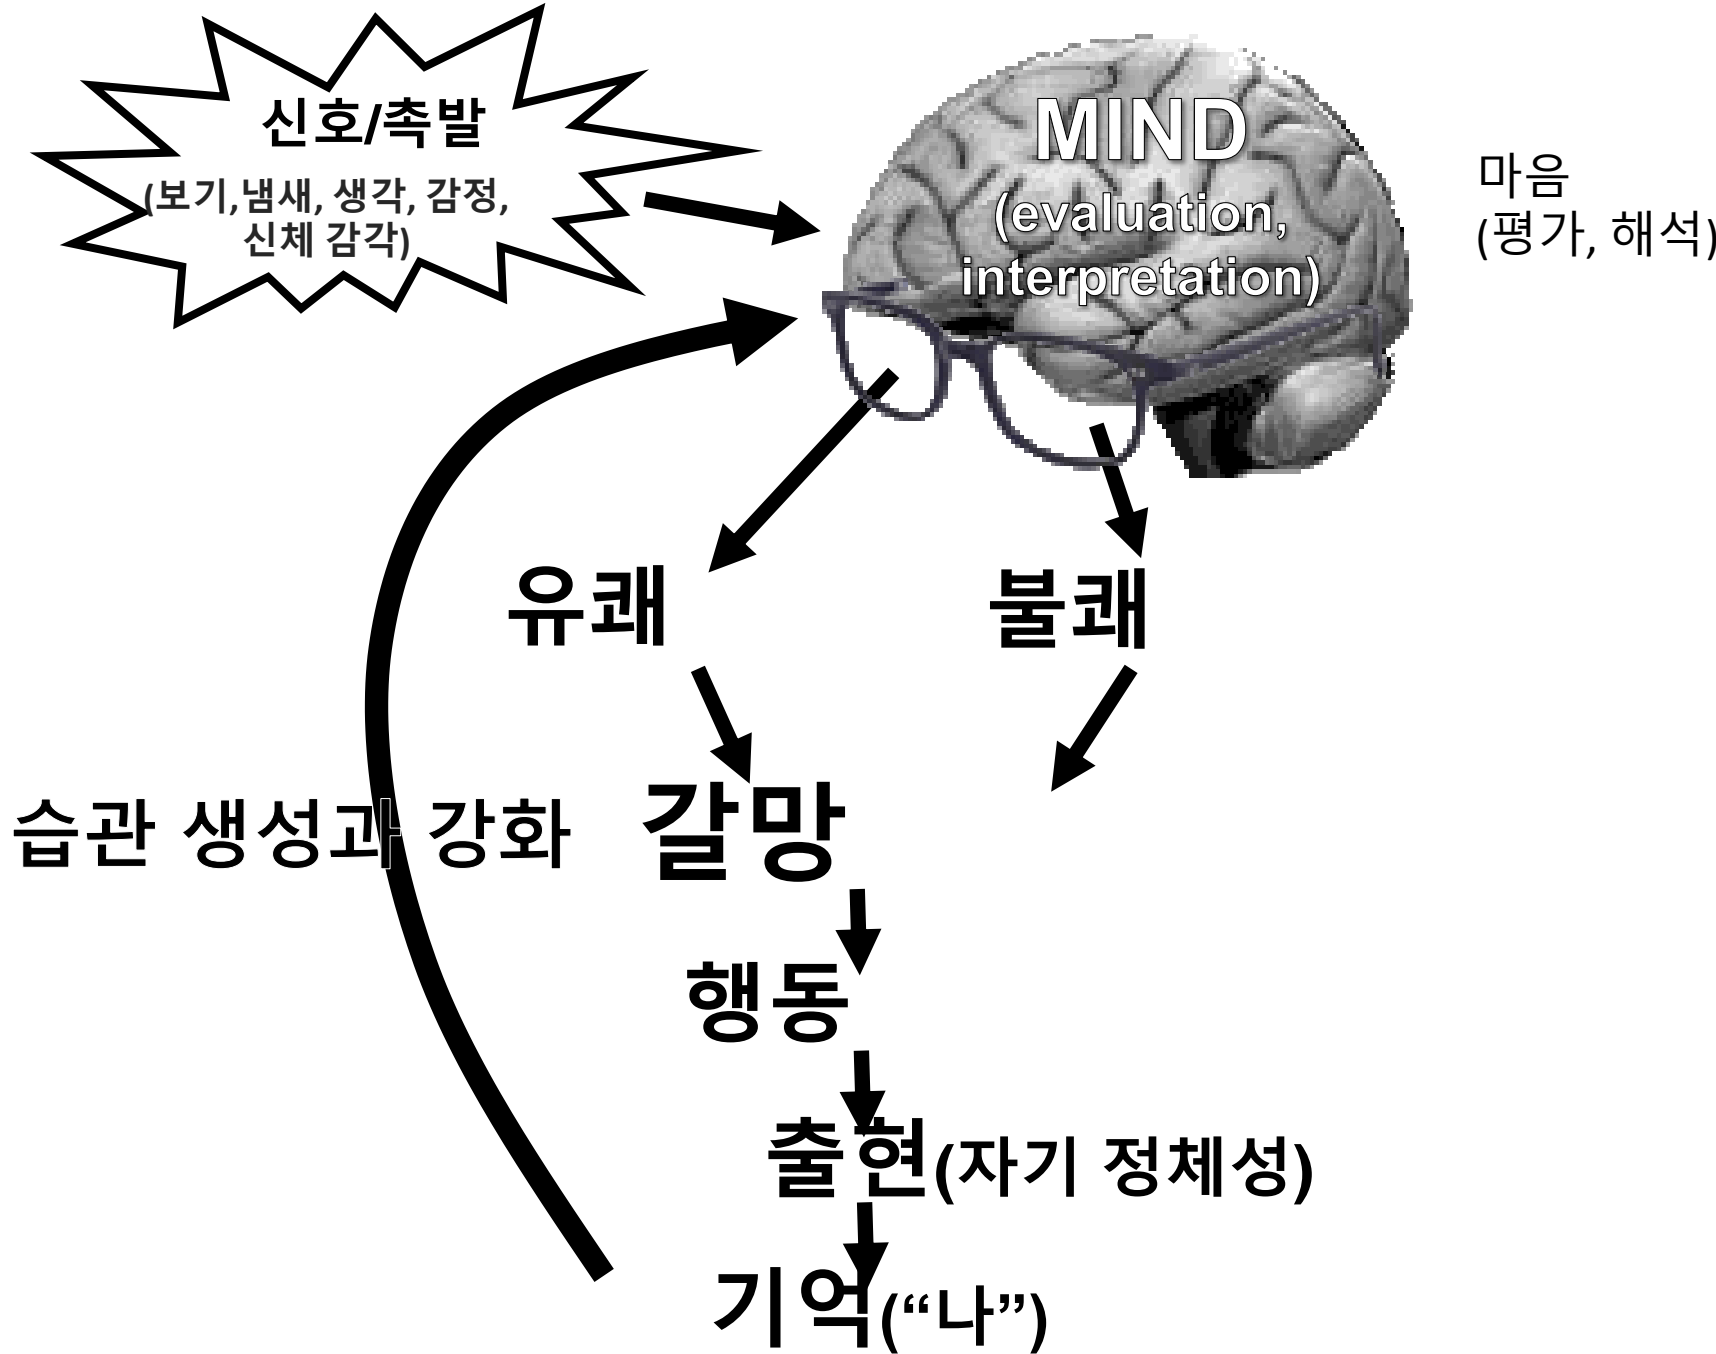 신호/촉발
(보기,냄새, 생각, 감정,
신체 감각)
MIND
(evaluation,
interpretation)
마음
(평가, 해석)
유쾌
불쾌
습관 생성과 강화
갈망
행동
출현(자기 정체성)
기억(“나”)